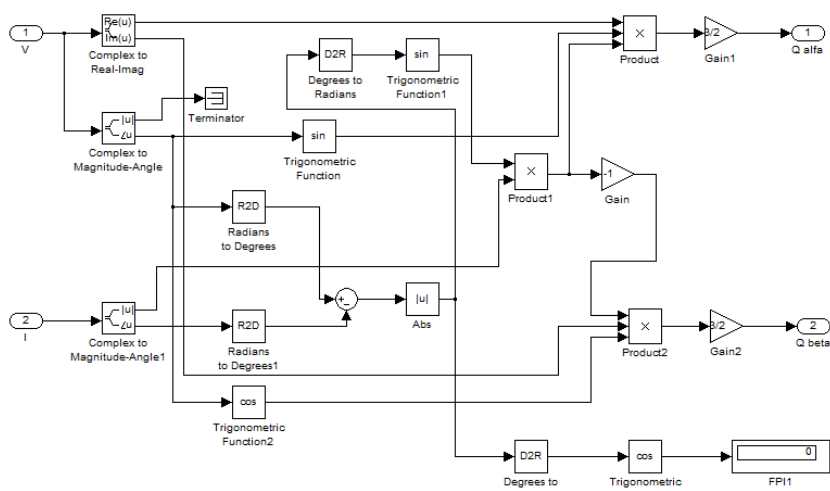 1
V
Re(u)
Im(u)
Complex to
Real-Imag
|u|
∠u
Complex to
Magnitude-Angle
Terminator
D2R
Degrees to
Radians
sin
Trigonometric
Function1
sin
Trigonometric
Function
×
Product
3/2
Gain1
1
Q alfa
×
Product1
-1
Gain
R2D
Radians
to Degrees
+
−
|u|
Abs
2
I
|u|
∠u
Complex to
Magnitude-Angle1
R2D
Radians
to Degrees1
×
Product2
3/2
Gain2
2
Q beta
cos
Trigonometric
Function2
D2R
Degrees to
cos
Trigonometric
0
FPI1